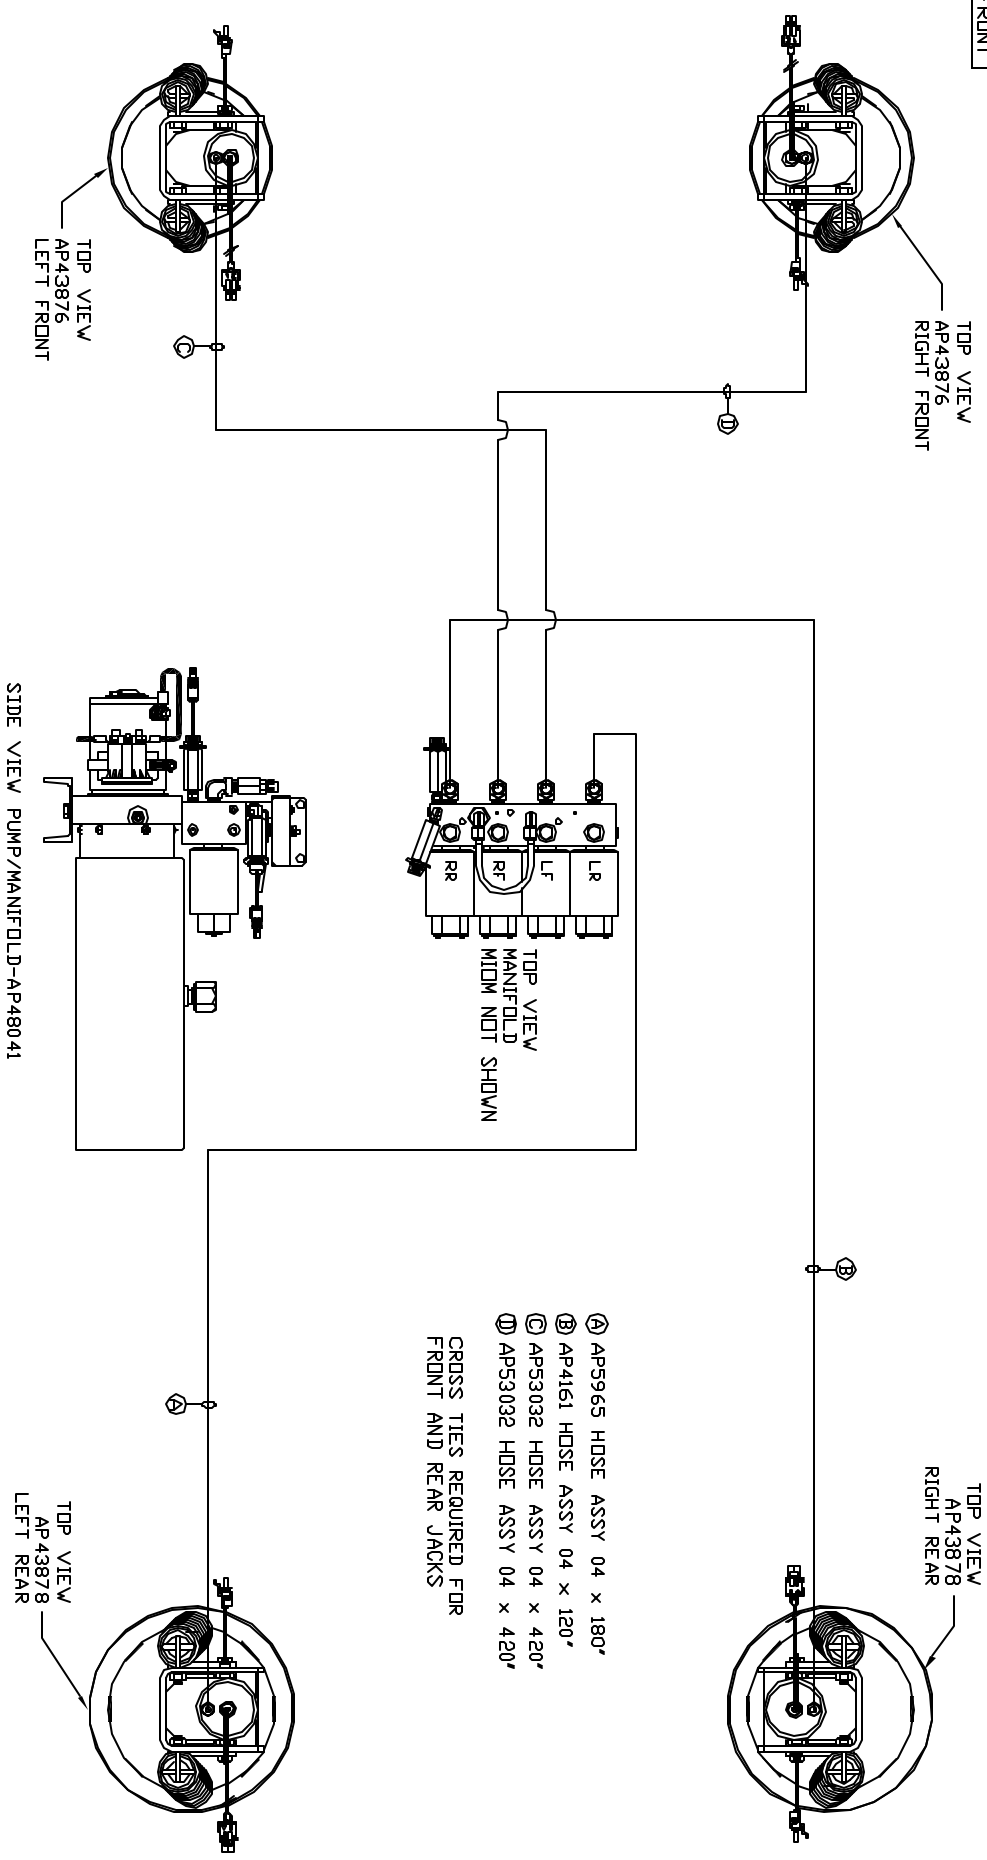 FRONT
TOP VIEW
AP43876
RIGHT FRONT
TOP VIEW
AP43876
LEFT FRONT
D
C
RR
RF
LF
LR
TOP VIEW
MANIFOLD
MIOM NOT SHOWN
SIDE VIEW PUMP/MANIFOLD-AP48041
B
A
A AP5965 HOSE ASSY 04 x 180"
B AP4161 HOSE ASSY 04 x 120"
C AP53032 HOSE ASSY 04 x 420"
D AP53032 HOSE ASSY 04 x 420"
CROSS TIES REQUIRED FOR
FRONT AND REAR JACKS
TOP VIEW
AP43878
RIGHT REAR
TOP VIEW
AP43878
LEFT REAR